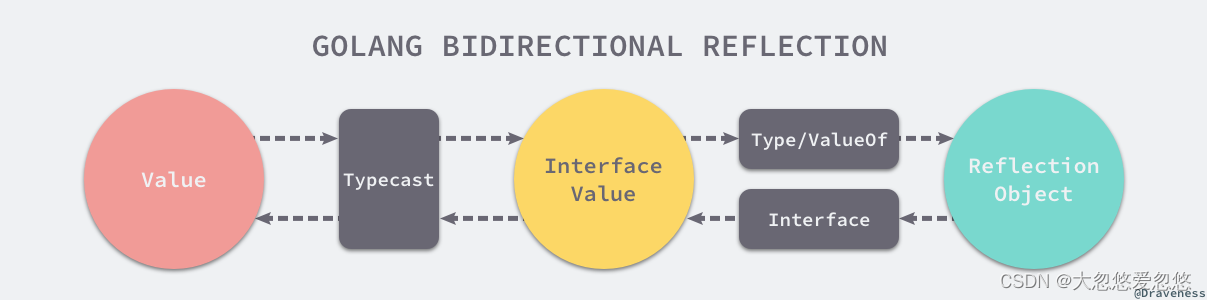 GOLANG BIDIRECTIONAL REFLECTION
Value
Typecast
Interface
Value
Type/ValueOf
Interface
Reflection
Object
CSDN @大忽悠爱忽悠
@Draveness